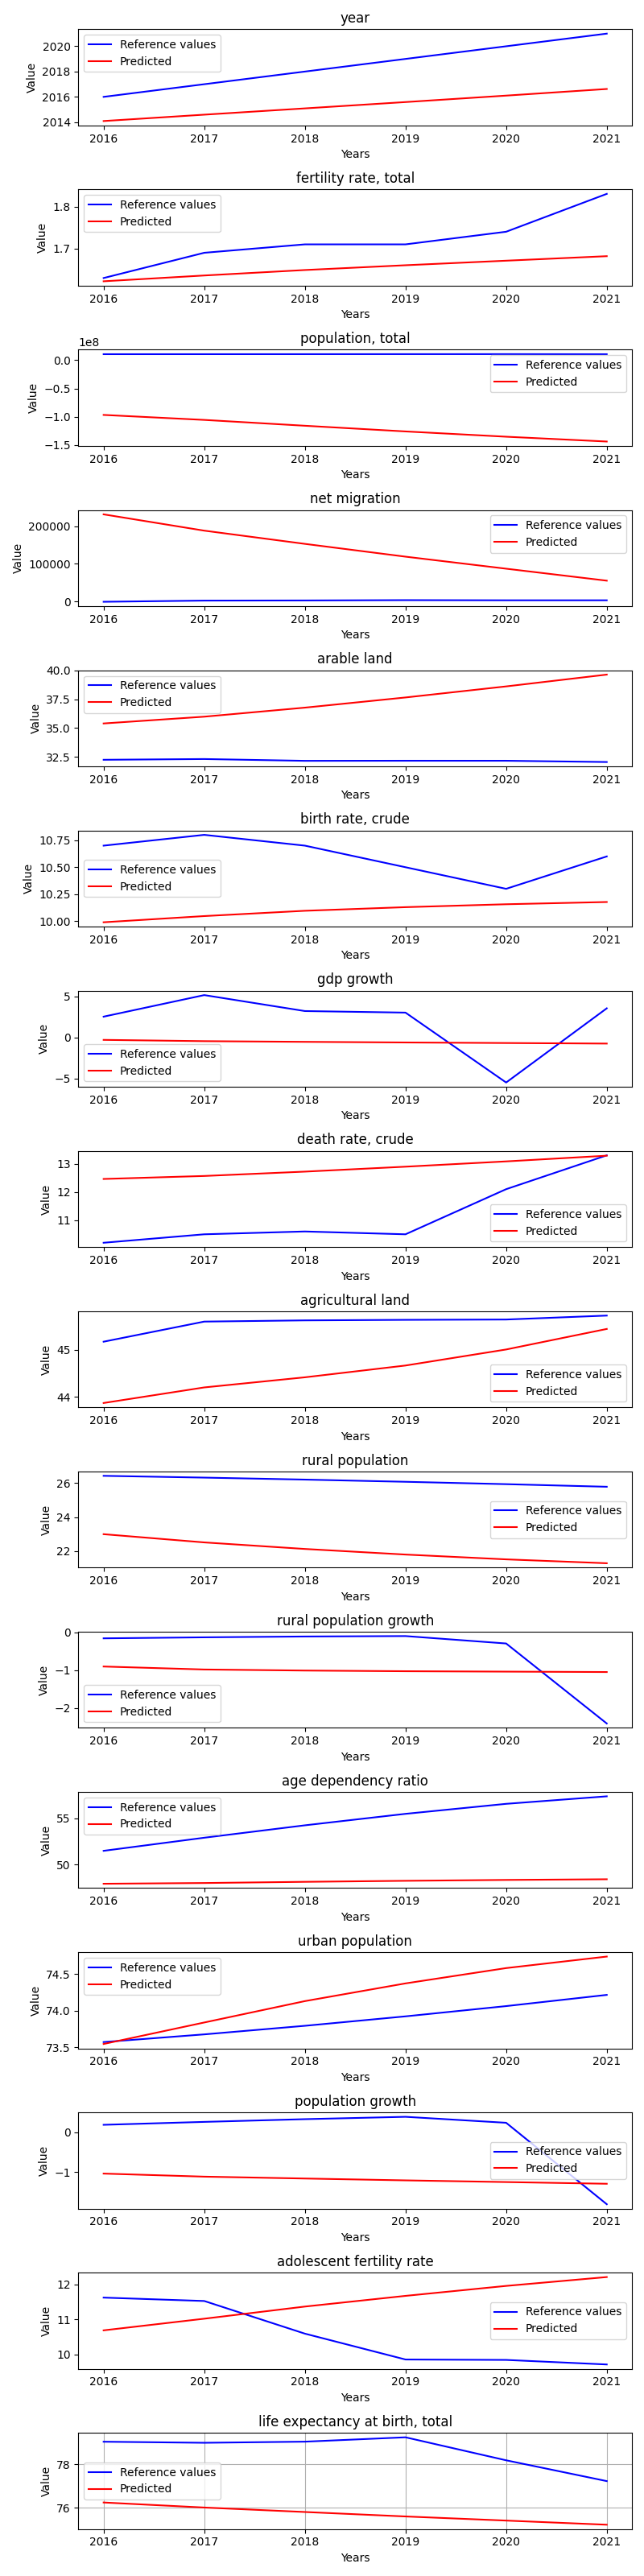 year
2020
2018
2016
2014
Value
Reference values
Predicted
2016 2017 2018 2019 2020 2021
Years
fertility rate, total
1.8
1.7
Value
Reference values
Predicted
2016 2017 2018 2019 2020 2021
Years
population, total
1e8
0.0
−0.5
−1.0
−1.5
Value
Reference values
Predicted
2016 2017 2018 2019 2020 2021
Years
net migration
200000
100000
0
Value
Reference values
Predicted
2016 2017 2018 2019 2020 2021
Years
arable land
40.0
37.5
35.0
32.5
Value
Reference values
Predicted
2016 2017 2018 2019 2020 2021
Years
birth rate, crude
10.75
10.50
10.25
10.00
Value
Reference values
Predicted
2016 2017 2018 2019 2020 2021
Years
gdp growth
5
0
−5
Value
Reference values
Predicted
2016 2017 2018 2019 2020 2021
Years
death rate, crude
13
12
11
Value
Reference values
Predicted
2016 2017 2018 2019 2020 2021
Years
agricultural land
45
44
Value
Reference values
Predicted
2016 2017 2018 2019 2020 2021
Years
rural population
26
24
22
Value
Reference values
Predicted
2016 2017 2018 2019 2020 2021
Years
rural population growth
0
−1
−2
Value
Reference values
Predicted
2016 2017 2018 2019 2020 2021
Years
age dependency ratio
55
50
Value
Reference values
Predicted
2016 2017 2018 2019 2020 2021
Years
urban population
74.5
74.0
73.5
Value
Reference values
Predicted
2016 2017 2018 2019 2020 2021
Years
population growth
0
−1
Value
Reference values
Predicted
2016 2017 2018 2019 2020 2021
Years
adolescent fertility rate
12
11
10
Value
Reference values
Predicted
2016 2017 2018 2019 2020 2021
Years
life expectancy at birth, total
78
76
Value
Reference values
Predicted
2016 2017 2018 2019 2020 2021
Years